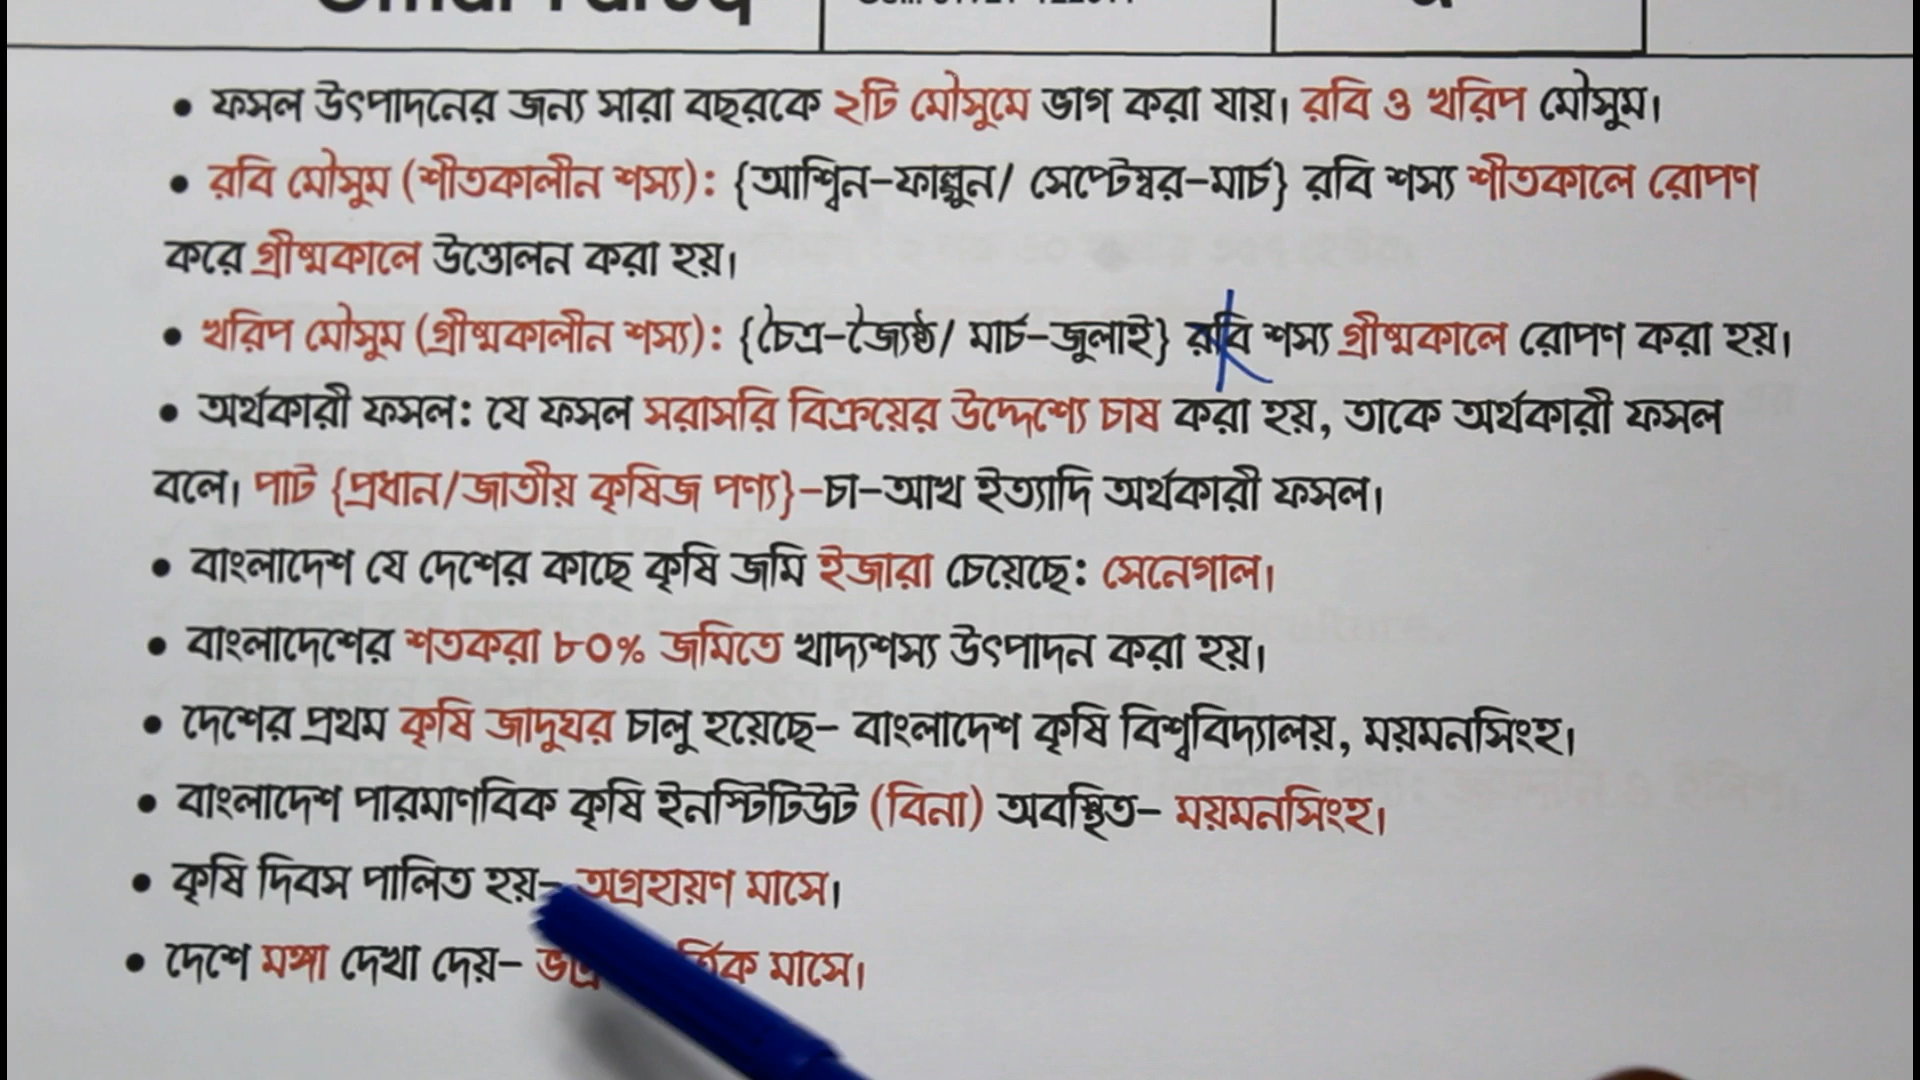 Omar Faruq
• ফসল উৎপাদনের জন্য সারা বছরকে ২টি মৌসুমে ভাগ করা যায়। রবি ও খরিপ মৌসুম।
• রবি মৌসুম (শীতকালীন শস্য): {আশ্বিন-ফাল্গুন/ সেপ্টেম্বর-মার্চ} রবি শস্য শীতকালে রোপণ
করে গ্রীষ্মকালে উত্তোলন করা হয়।
• খরিপ মৌসুম (গ্রীষ্মকালীন শস্য): {চৈত্র-জ্যৈষ্ঠ/ মার্চ-জুলাই} রবি শস্য গ্রীষ্মকালে রোপণ করা হয়।
• অর্থকারী ফসল: যে ফসল সরাসরি বিক্রয়ের উদ্দেশ্যে চাষ করা হয়, তাকে অর্থকারী ফসল
বলে। পাট {প্রধান/জাতীয় কৃষিজ পণ্য}-চা-আখ ইত্যাদি অর্থকারী ফসল।
• বাংলাদেশ যে দেশের কাছে কৃষি জমি ইজারা চেয়েছে: সেনেগাল।
• বাংলাদেশের শতকরা ৮০% জমিতে খাদ্যশস্য উৎপাদন করা হয়।
• দেশের প্রথম কৃষি জাদুঘর চালু হয়েছে- বাংলাদেশ কৃষি বিশ্ববিদ্যালয়, ময়মনসিংহ।
• বাংলাদেশ পারমাণবিক কৃষি ইনস্টিটিউট (বিনা) অবস্থিত- ময়মনসিংহ।
• কৃষি দিবস পালিত হয়- অগ্রহায়ণ মাসে।
• দেশে মঙ্গা দেখা দেয়- মাসে।